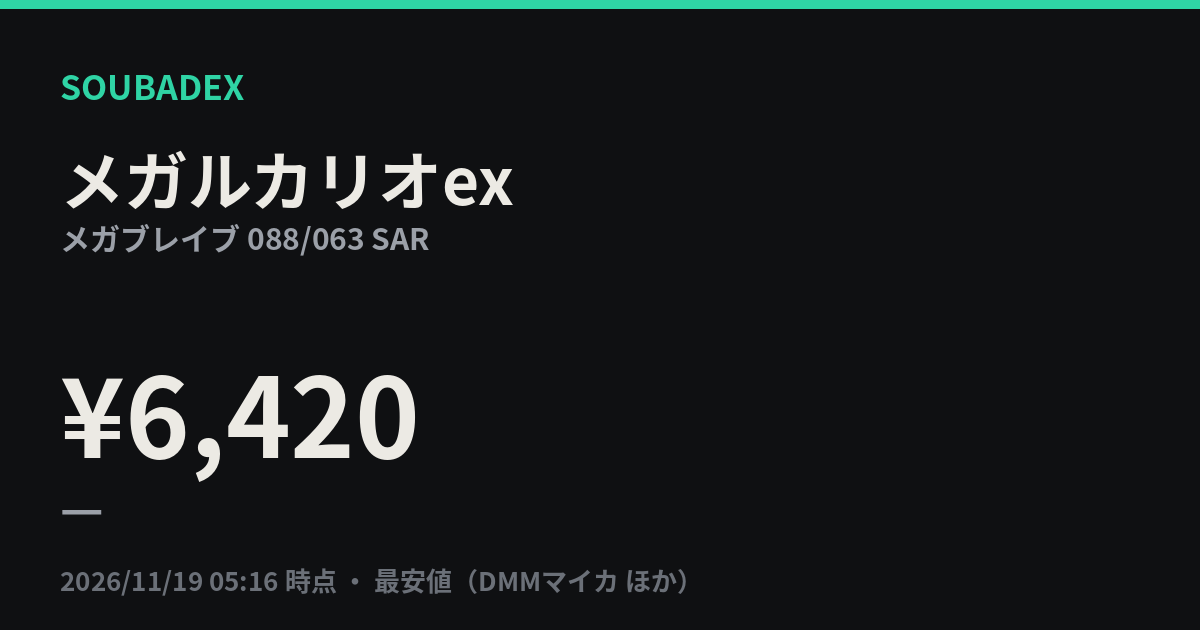 SOUBADEX
メガルカリオex
メガブレイブ 088/063 SAR
¥6,420
—
2026/11/19 05:16 時点 ・ 最安値（DMMマイカ ほか）